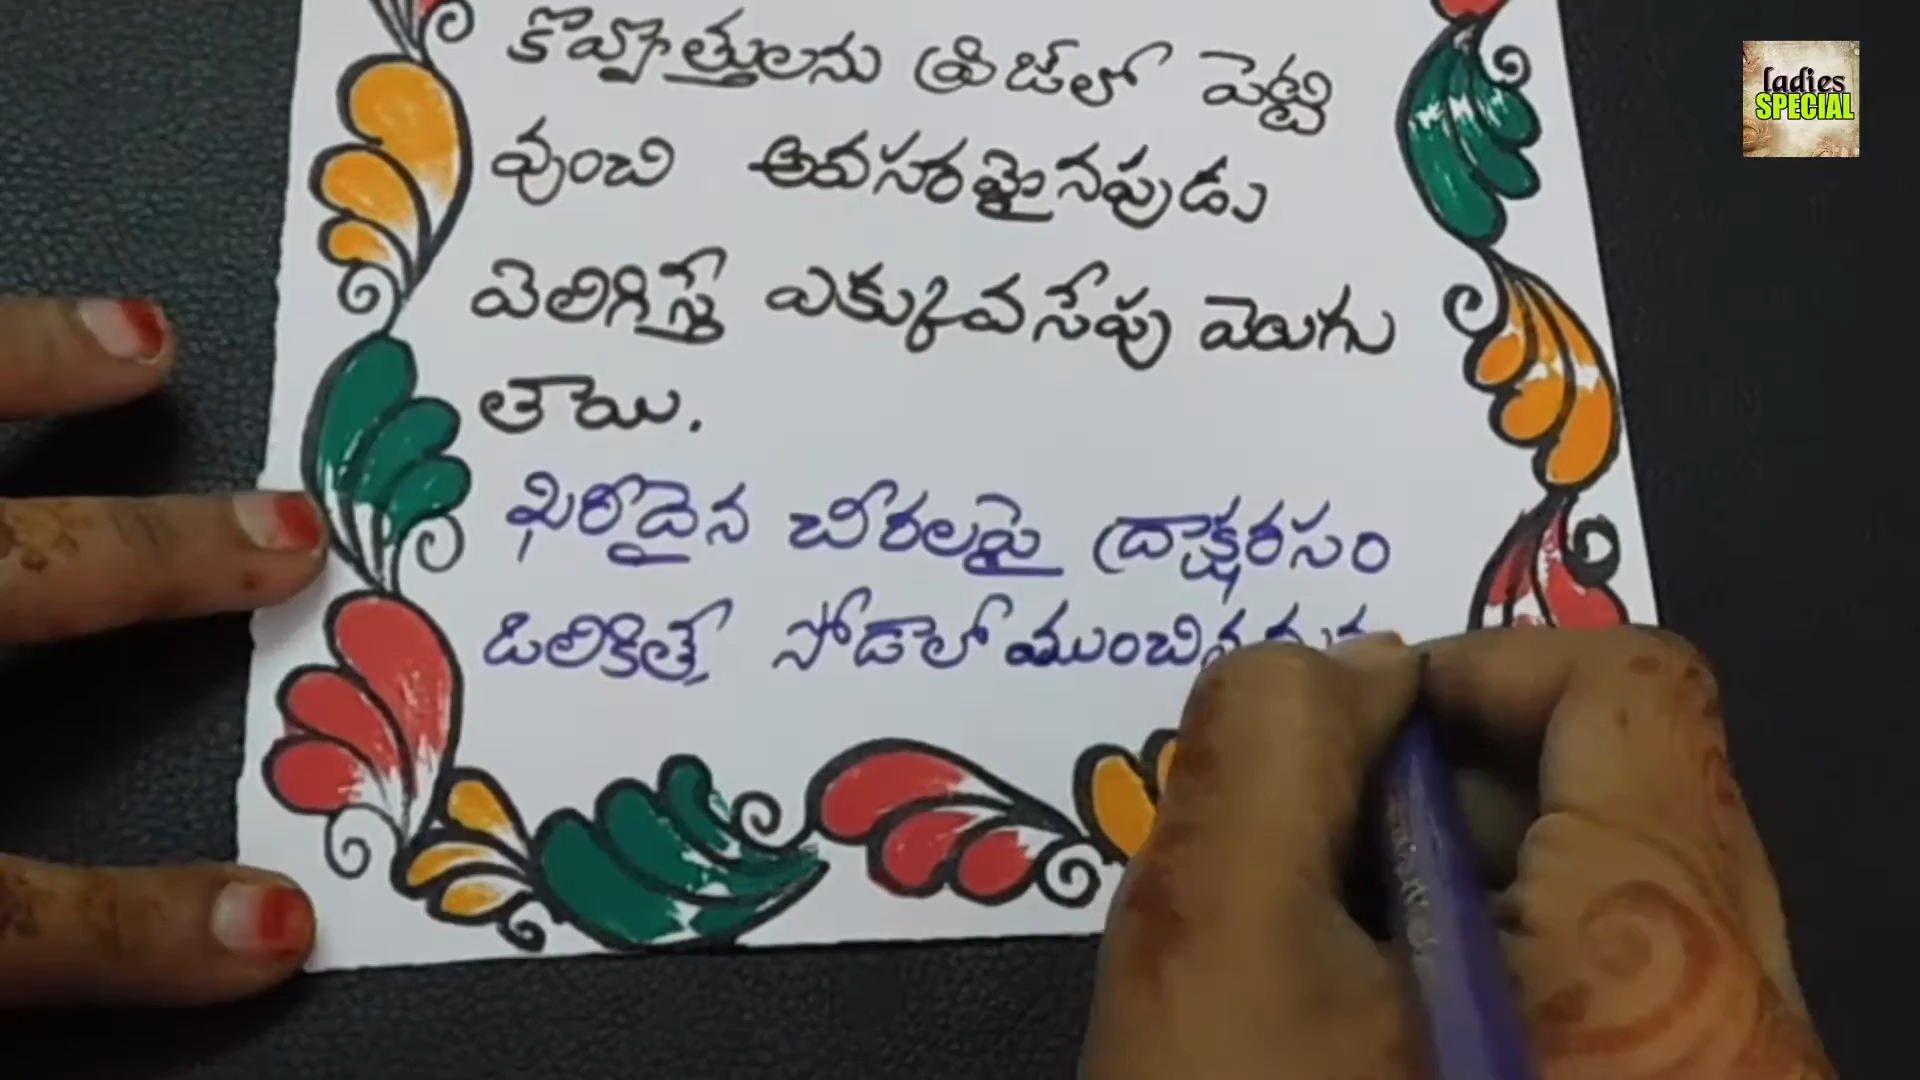 కొవ్వొత్తులను ఫ్రిజ్‌లో పెట్టి
వుంచి అవసరమైనపుడు
వెలిగిస్తే ఎక్కువసేపు వెలుగు
తాయి.
ఖరీదైన చీరలపై ద్రాక్షరసం
ఒలికితే సోడాలో ముంచిన
ladies
SPECIAL